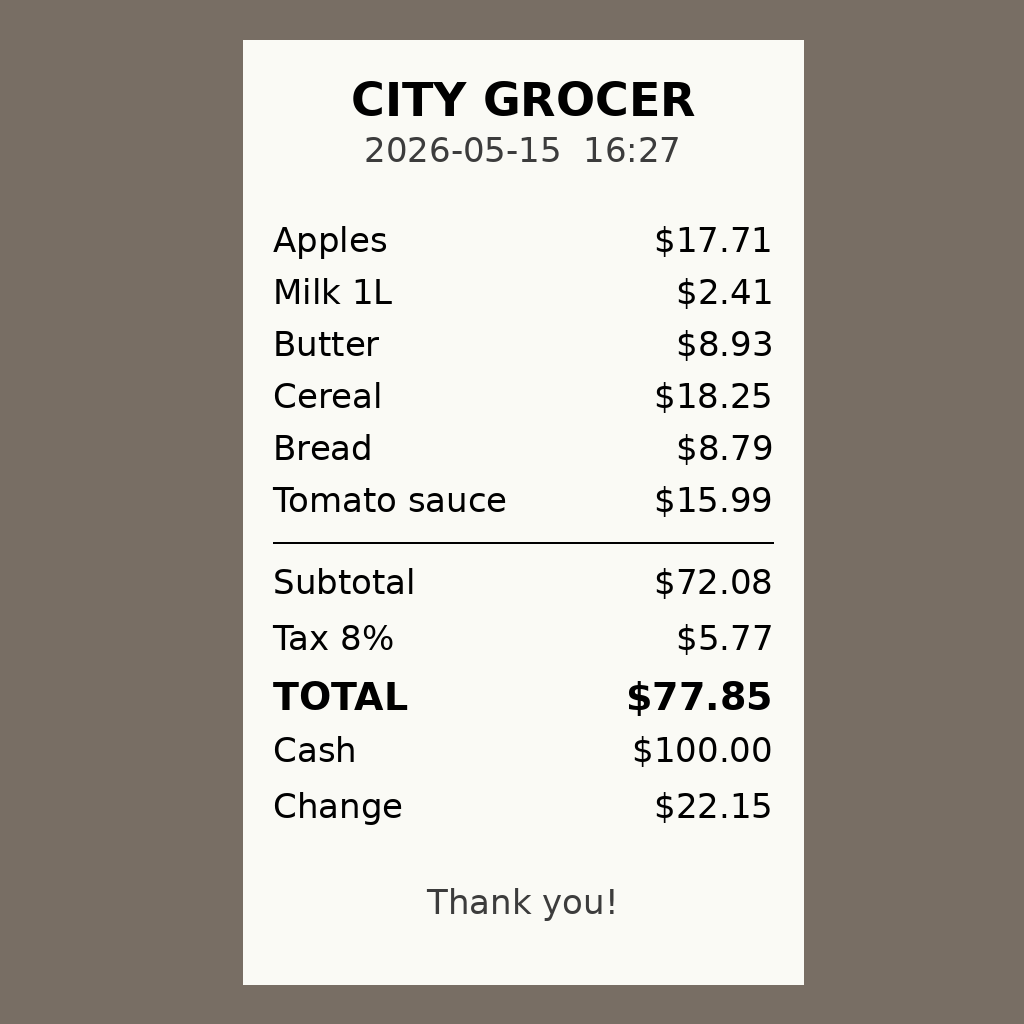 CITY GROCER
2026-05-15 16:27
Apples $17.71
Milk 1L $2.41
Butter $8.93
Cereal $18.25
Bread $8.79
Tomato sauce $15.99
Subtotal $72.08
Tax 8% $5.77
TOTAL $77.85
Cash $100.00
Change $22.15
Thank you!